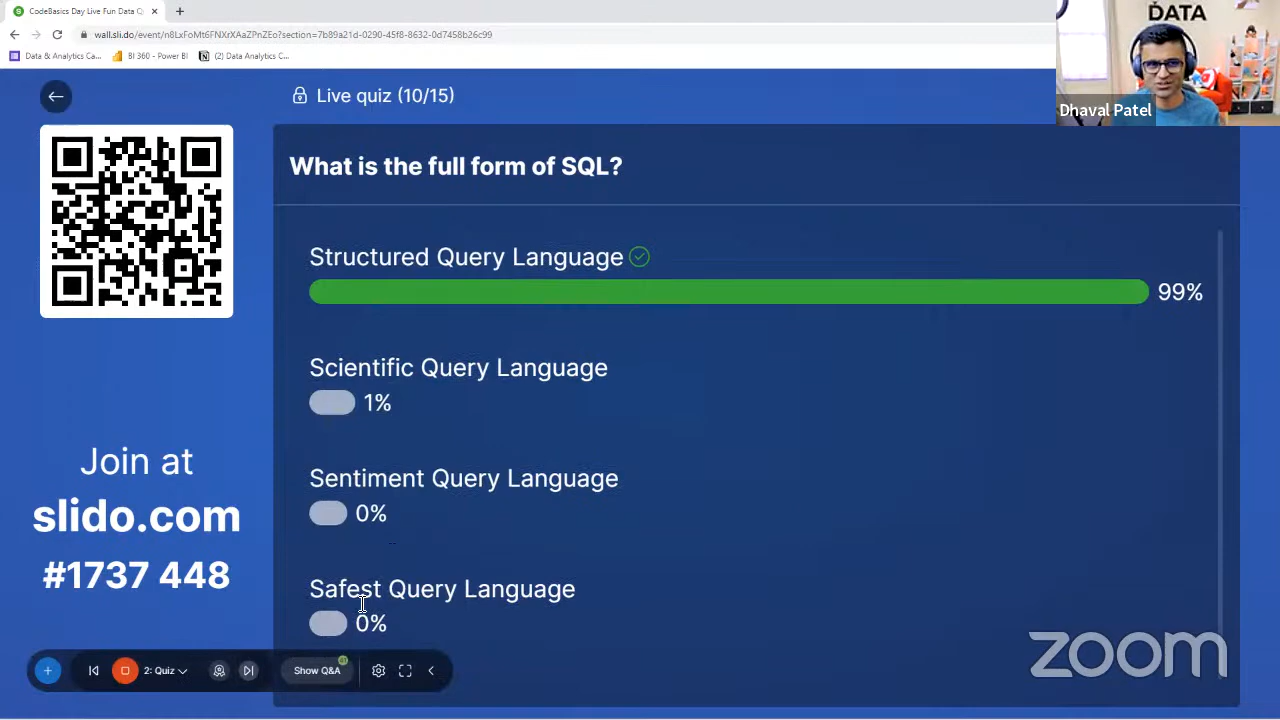 CodeBasics Day Live Fun Data Q
wall.sli.do/event/n8LxFoMt6FNXrXAaZPnZEo?section=7b89a21d-0290-45f8-8632-0d7458b6c99
Data & Analytics Ca...
BI 360 - Power BI
(2) Data Analytics C...
DATA
Dhaval Patel
Live quiz (10/15)
What is the full form of SQL?
Structured Query Language
99%
Scientific Query Language
1%
Sentiment Query Language
0%
Safest Query Language
0%
Join at
slido.com
#1737 448
2: Quiz
Show Q&A
zoom